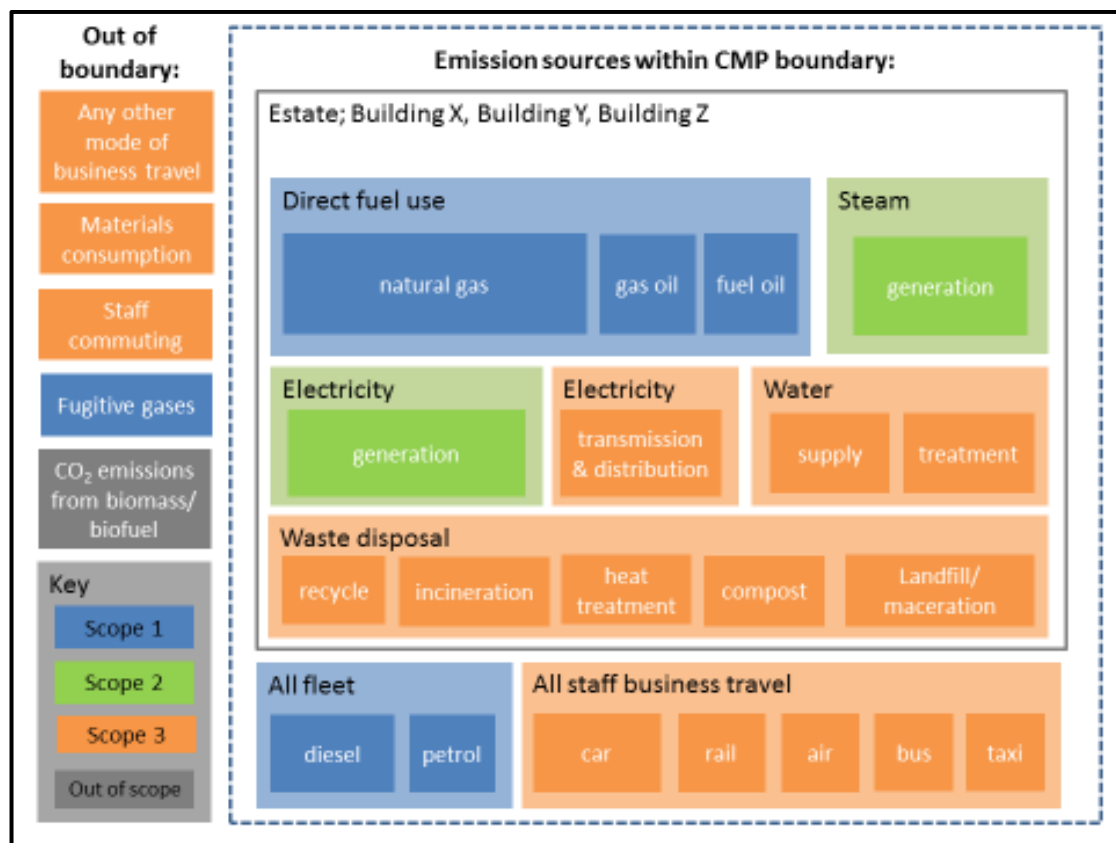 Out of
boundary:
Any other
mode of
business travel
Materials
consumption
Staff
commuting
Fugitive gases
CO₂ emissions
from biomass/
biofuel
Key
Scope 1
Scope 2
Scope 3
Out of scope
Emission sources within CMP boundary:
Estate; Building X, Building Y, Building Z
Direct fuel use
natural gas
gas oil
fuel oil
Steam
generation
Electricity
generation
Electricity
transmission
& distribution
Water
supply
treatment
Waste disposal
recycle
incineration
heat
treatment
compost
Landfill/
maceration
All fleet
diesel
petrol
All staff business travel
car
rail
air
bus
taxi